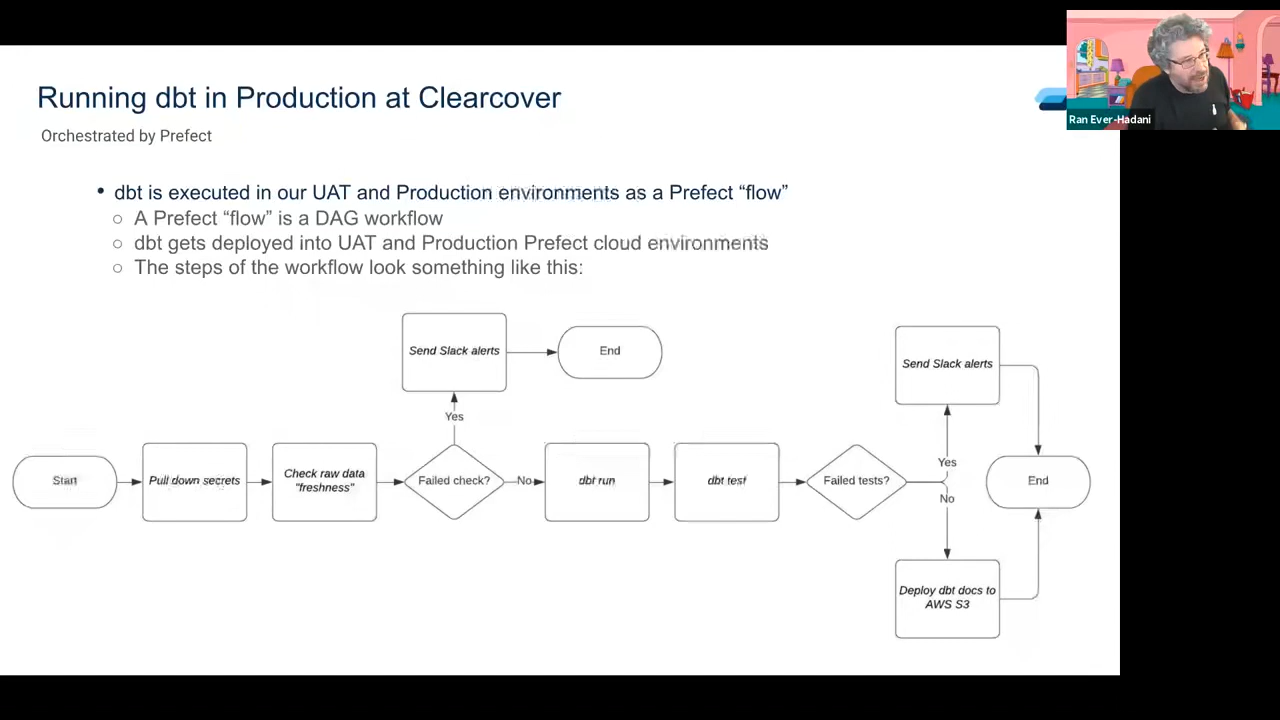 Ran Ever-Hadani
Running dbt in Production at Clearcover
Orchestrated by Prefect
• dbt is executed in our UAT and Production environments as a Prefect “flow”
○ A Prefect “flow” is a DAG workflow
○ dbt gets deployed into UAT and Production Prefect cloud environments
○ The steps of the workflow look something like this:
Send Slack alerts
End
Yes
Start
Pull down secrets
Check raw data
"freshness"
Failed check?
No
dbt run
dbt test
Failed tests?
Send Slack alerts
Yes
No
End
Deploy dbt docs to
AWS S3